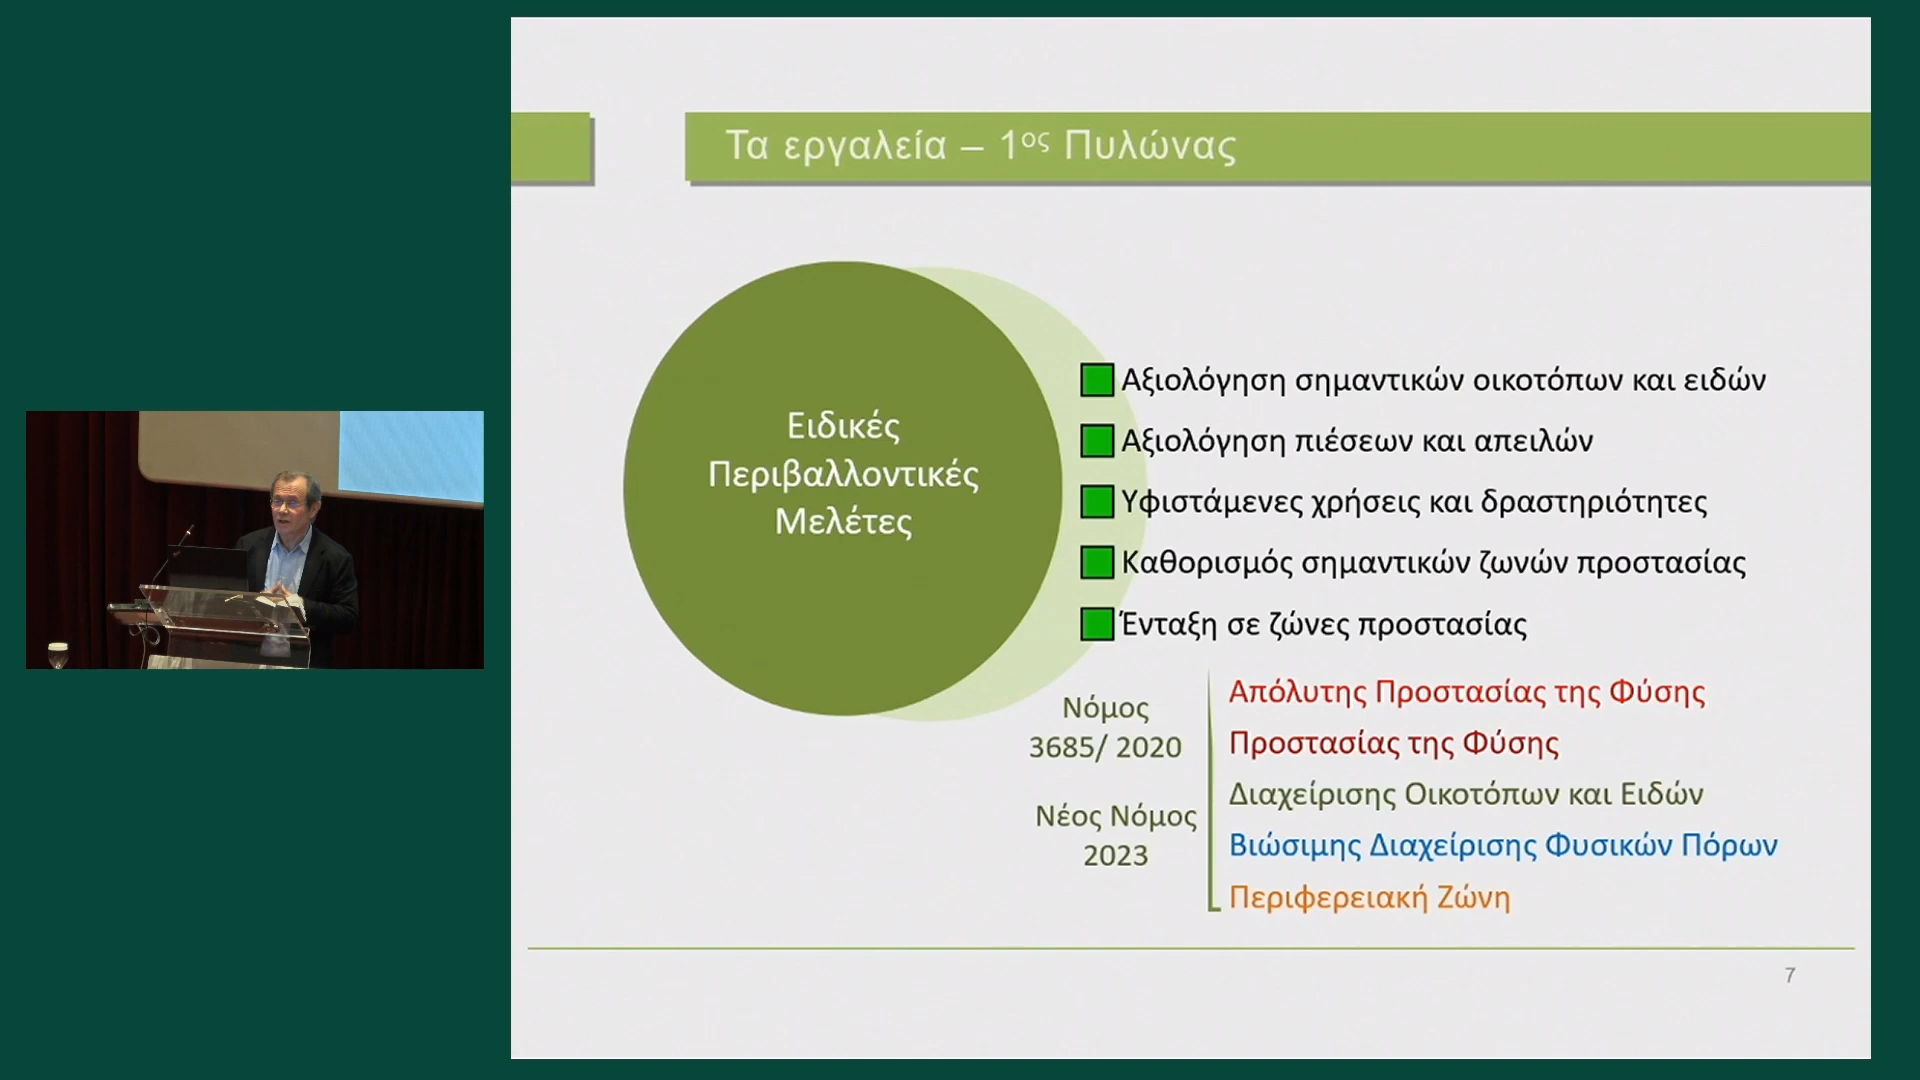 Τα εργαλεία – 1ος Πυλώνας
Ειδικές
Περιβαλλοντικές
Μελέτες
Αξιολόγηση σημαντικών οικοτόπων και ειδών
Αξιολόγηση πιέσεων και απειλών
Υφιστάμενες χρήσεις και δραστηριότητες
Καθορισμός σημαντικών ζωνών προστασίας
Ένταξη σε ζώνες προστασίας
Νόμος
3685/ 2020
Νέος Νόμος
2023
Απόλυτης Προστασίας της Φύσης
Προστασίας της Φύσης
Διαχείρισης Οικοτόπων και Ειδών
Βιώσιμης Διαχείρισης Φυσικών Πόρων
Περιφερειακή Ζώνη
7